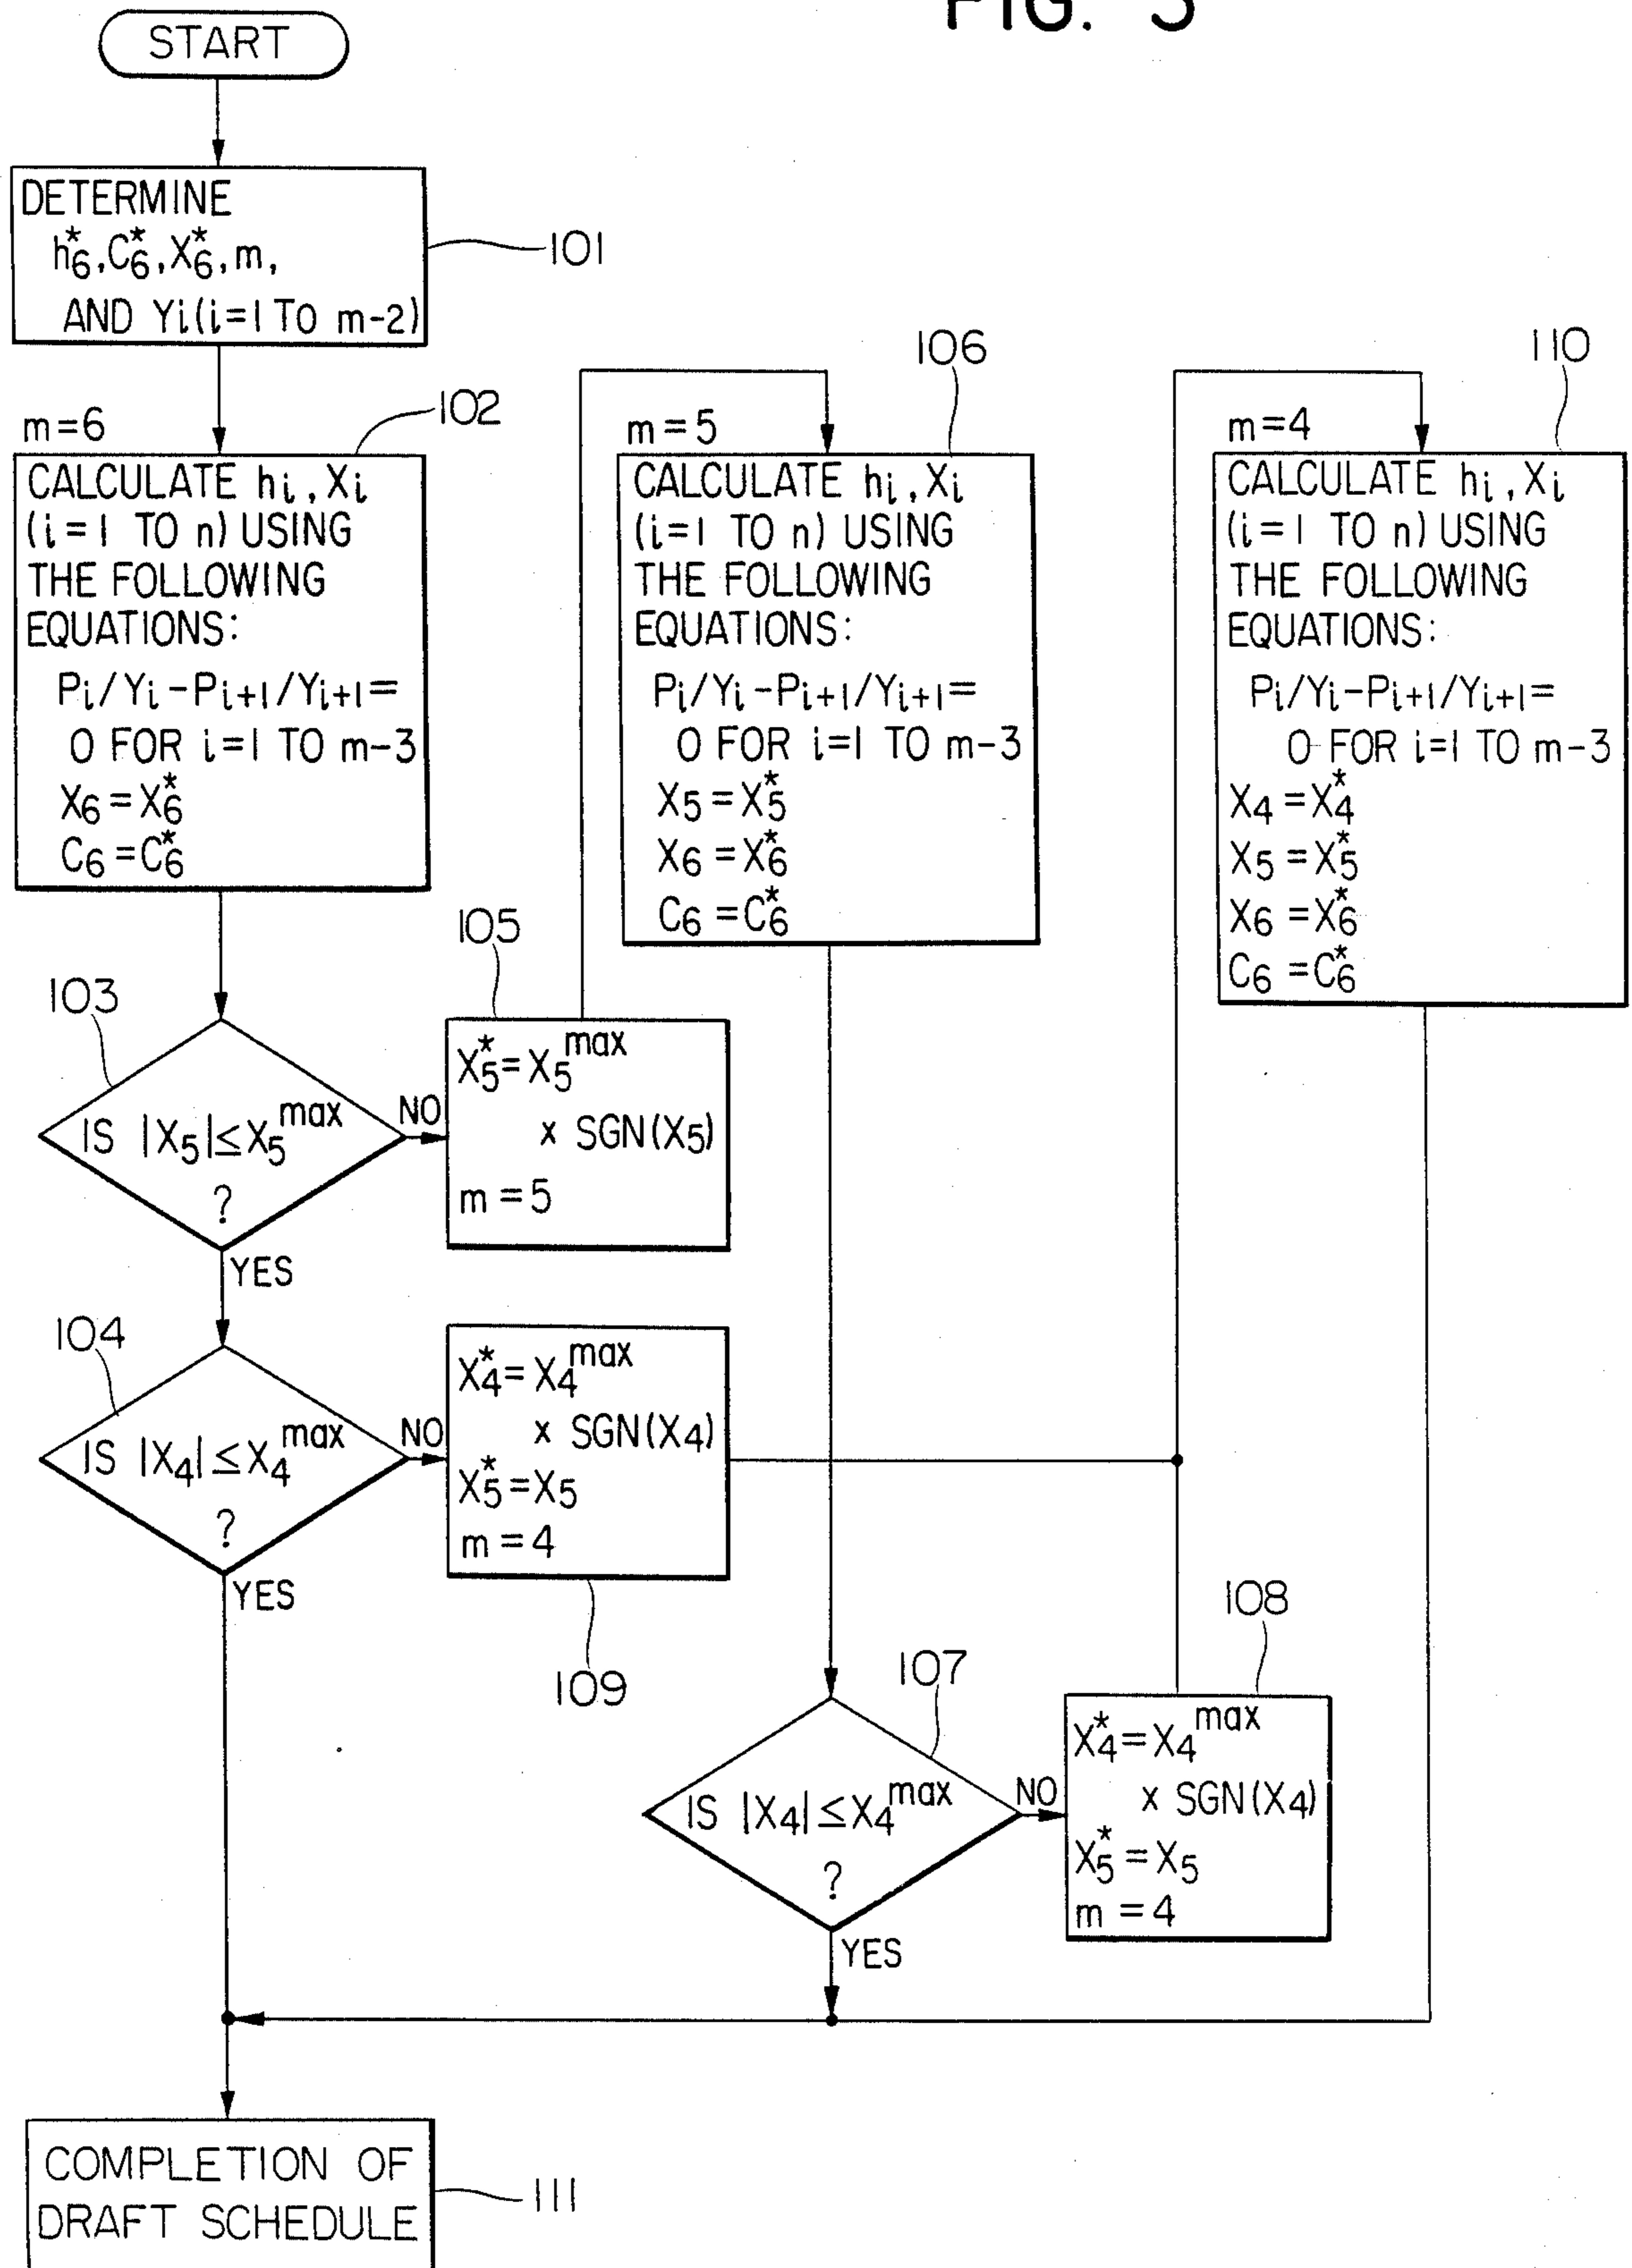 FIG. 3
START
DETERMINE
h*6, C*6, X*6, m,
AND Yi (i=1 TO m-2)
101
m=6
102
CALCULATE hi, Xi
(i=1 TO n) USING
THE FOLLOWING
EQUATIONS:
Pi/Yi-Pi+1/Yi+1=
0 FOR i=1 TO m-3
X6=X*6
C6=C*6
103
IS |X5|≤X5max
?
NO
YES
105
X*5=X5max
x SGN(X5)
m=5
104
IS |X4|≤X4max
?
NO
YES
X*4=X4max
x SGN(X4)
X*5=X5
m=4
109
m=5
106
CALCULATE hi, Xi
(i=1 TO n) USING
THE FOLLOWING
EQUATIONS:
Pi/Yi-Pi+1/Yi+1=
0 FOR i=1 TO m-3
X5=X*5
X6=X*6
C6=C*6
107
IS |X4|≤X4max
?
NO
YES
108
X*4=X4max
x SGN(X4)
X*5=X5
m=4
m=4
110
CALCULATE hi, Xi
(i=1 TO n) USING
THE FOLLOWING
EQUATIONS:
Pi/Yi-Pi+1/Yi+1=
0 FOR i=1 TO m-3
X4=X*4
X5=X*5
X6=X*6
C6=C*6
COMPLETION OF
DRAFT SCHEDULE
111